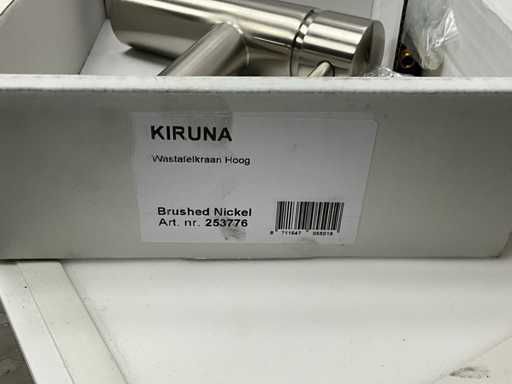 KIRUNA
Wastafelkraan Hoog
Brushed Nickel
Art. nr. 253776